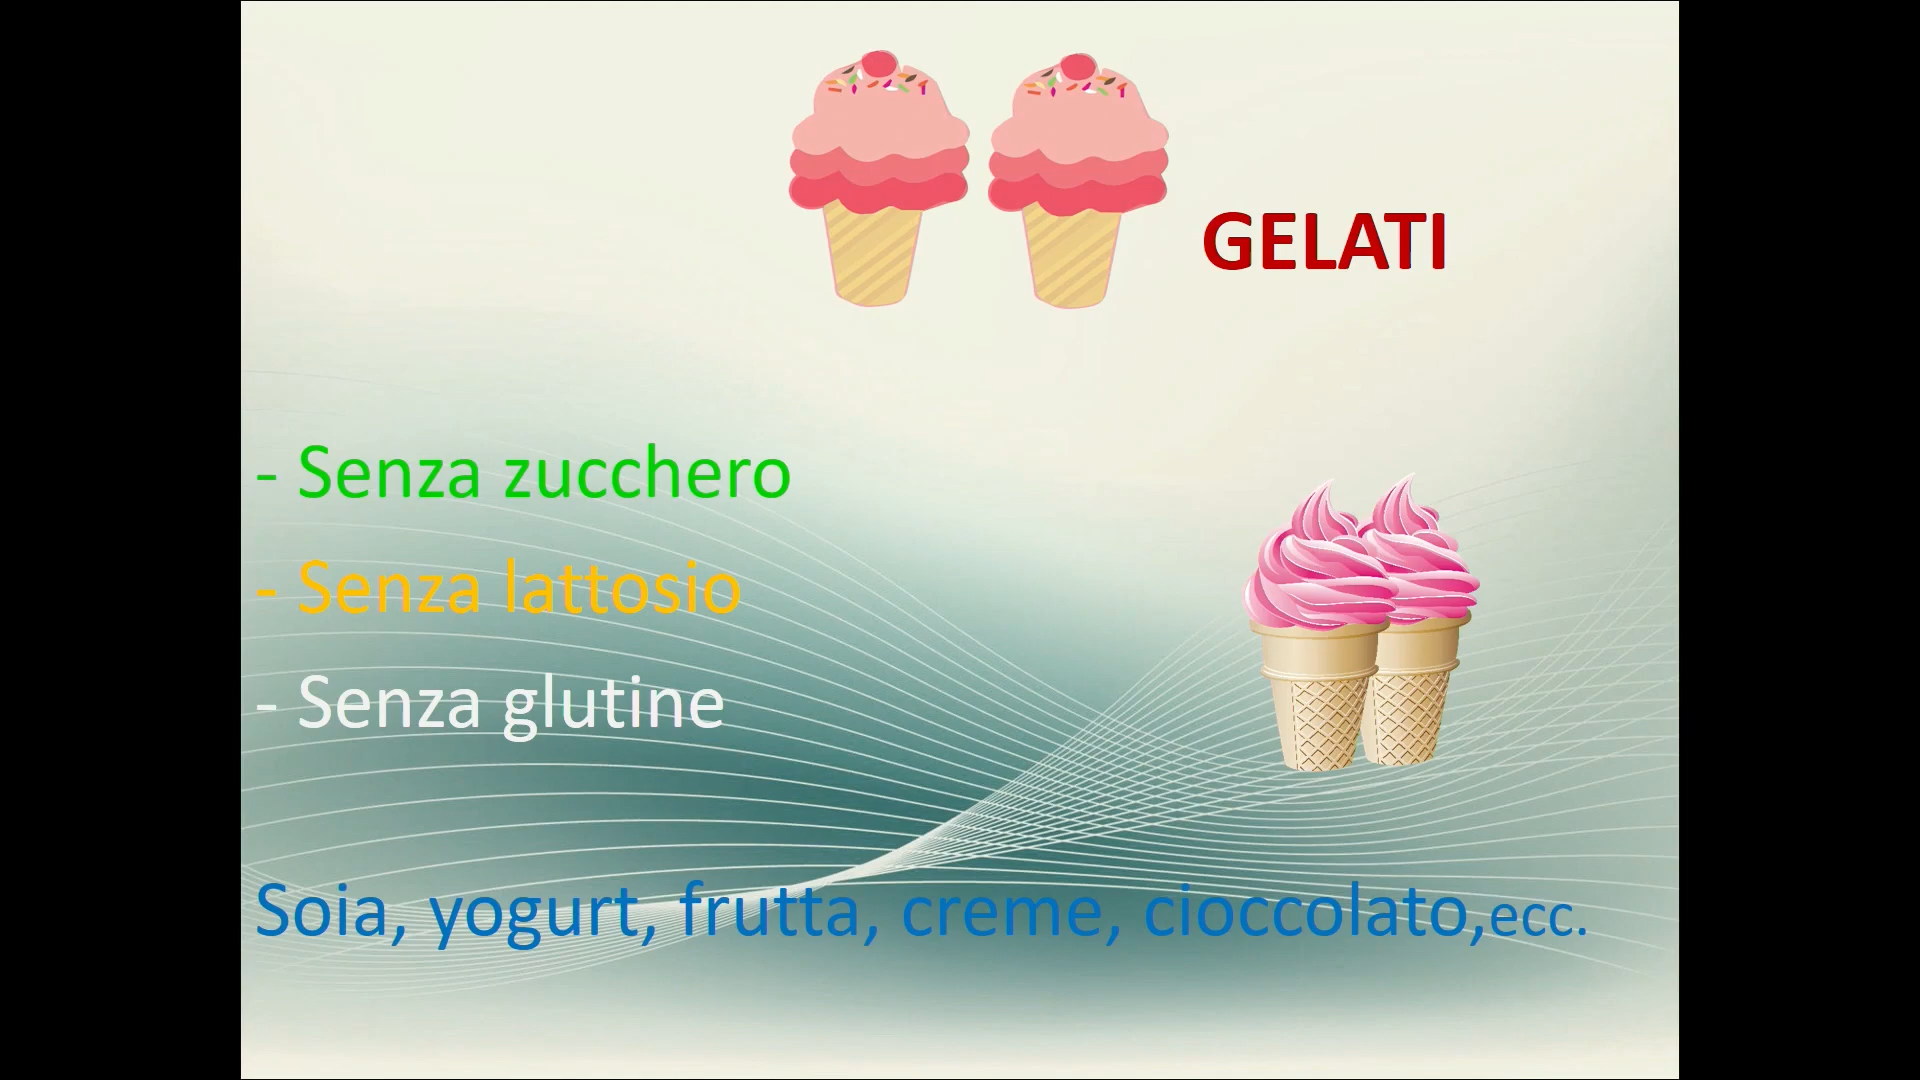 GELATI
- Senza zucchero
- Senza lattosio
- Senza glutine
Soia, yogurt, frutta, creme, cioccolato,ecc.